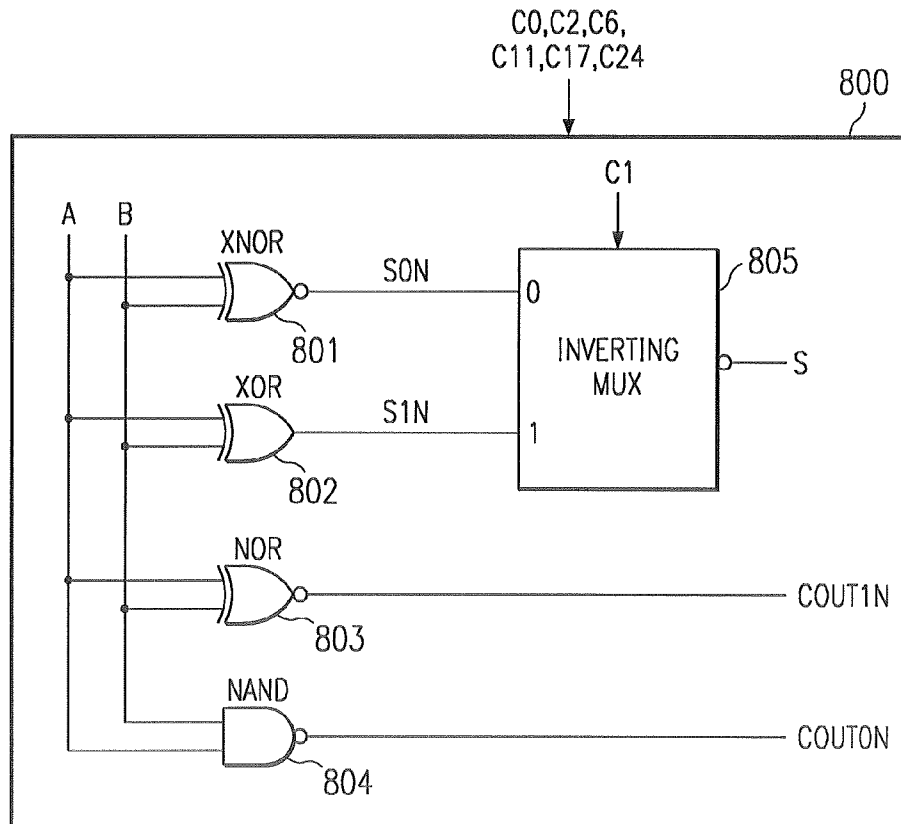 C0,C2,C6,
C11,C17,C24
800
C1
A B
XNOR
S0N
0
801
805
INVERTING
MUX
S
XOR
S1N
1
802
NOR
COUT1N
803
NAND
COUT0N
804